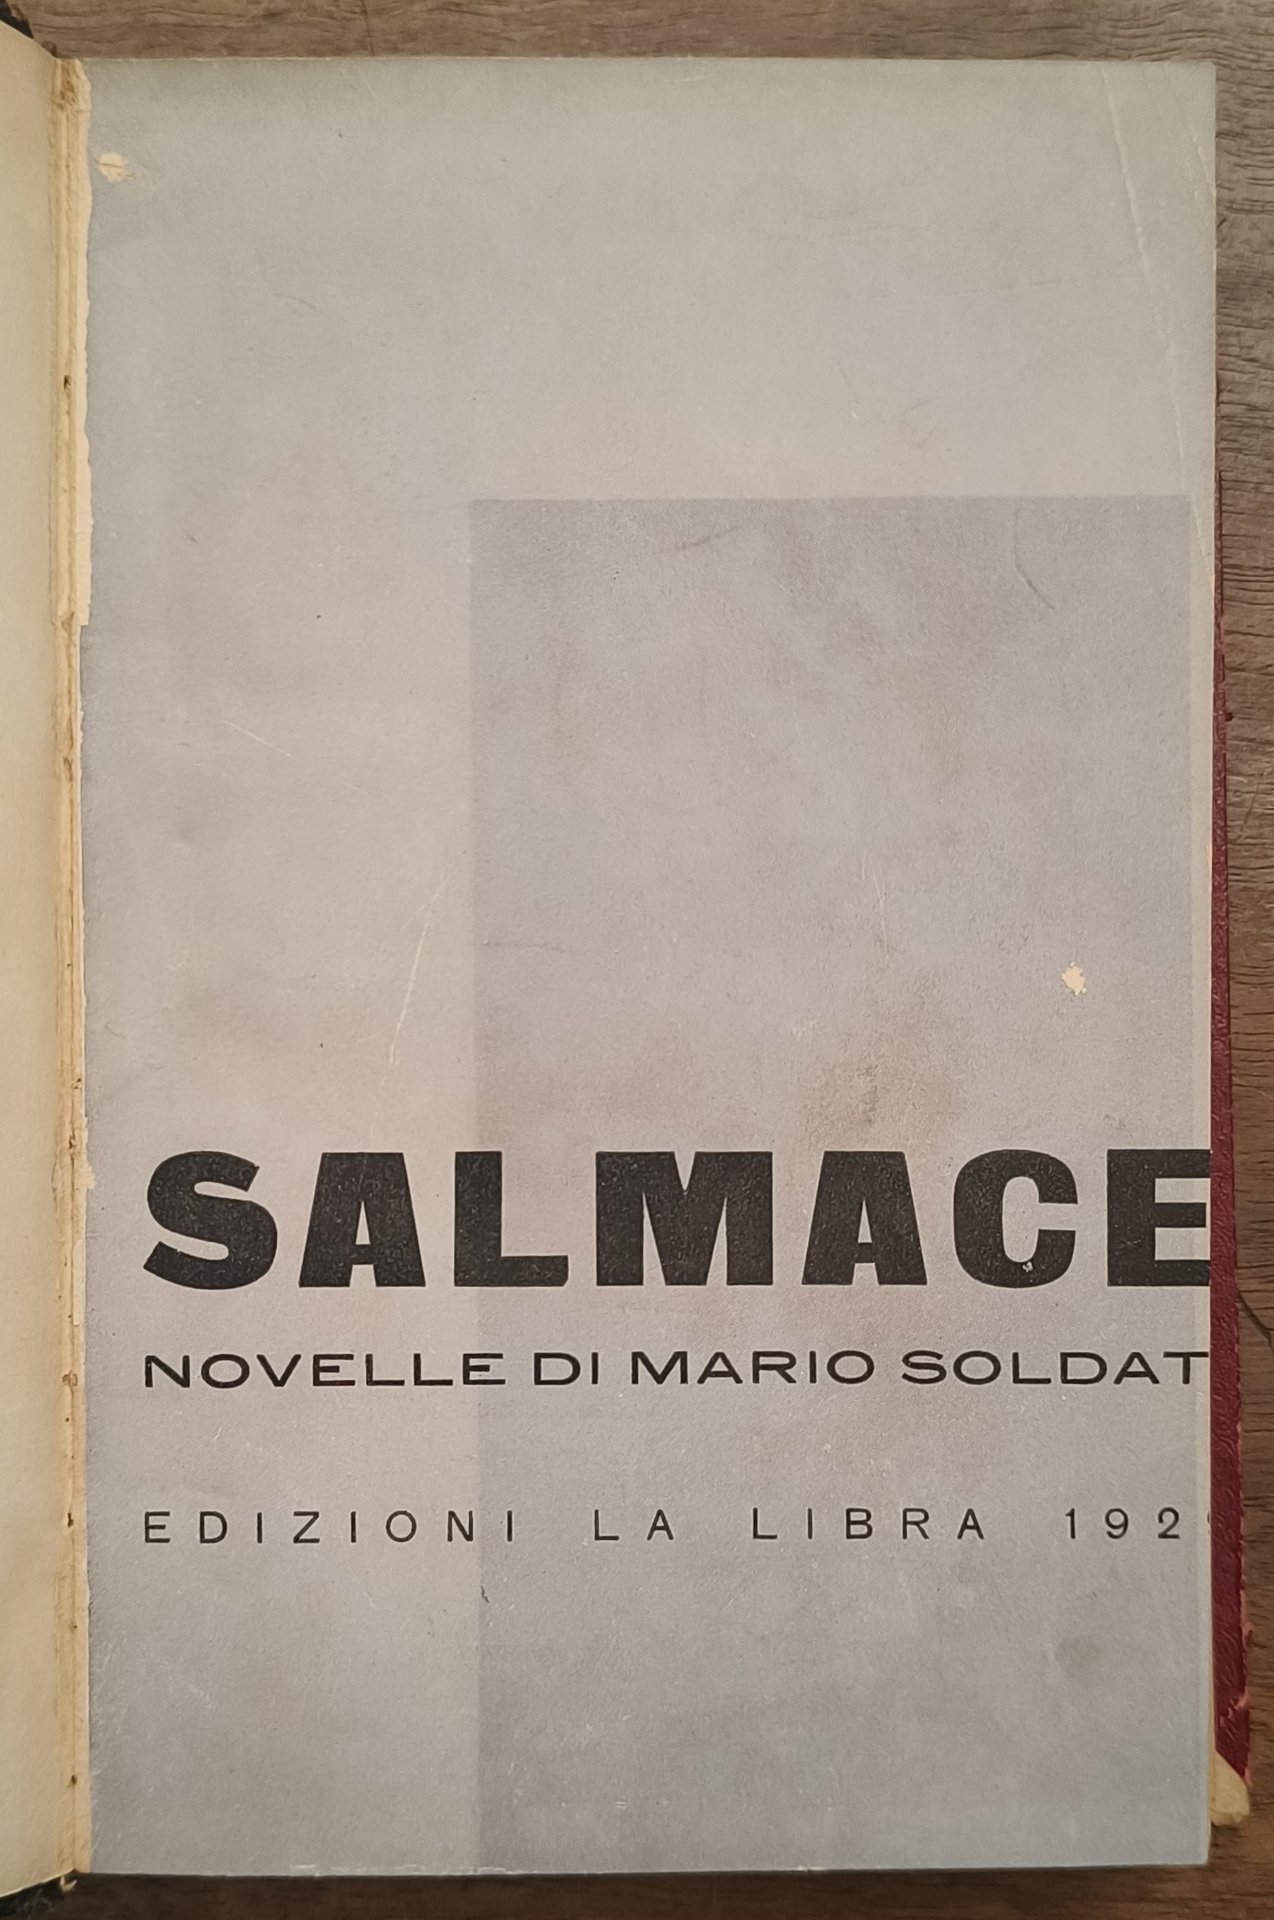 SALMACE
NOVELLE DI MARIO SOLDAT
EDIZIONI LA LIBRA 192